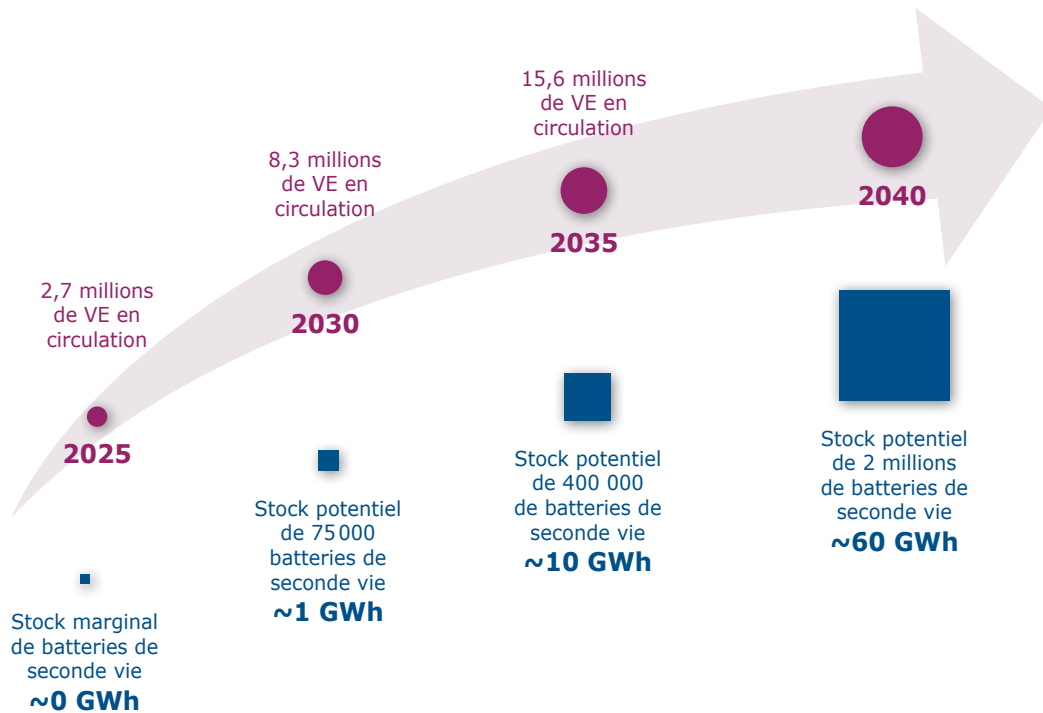 15,6 millions
de VE en
circulation
8,3 millions
de VE en
circulation
2,7 millions
de VE en
circulation
2025
2030
2035
2040
Stock marginal
de batteries de
seconde vie
~0 GWh
Stock potentiel
de 75 000
batteries de
seconde vie
~1 GWh
Stock potentiel
de 400 000
de batteries de
seconde vie
~10 GWh
Stock potentiel
de 2 millions
de batteries de
seconde vie
~60 GWh